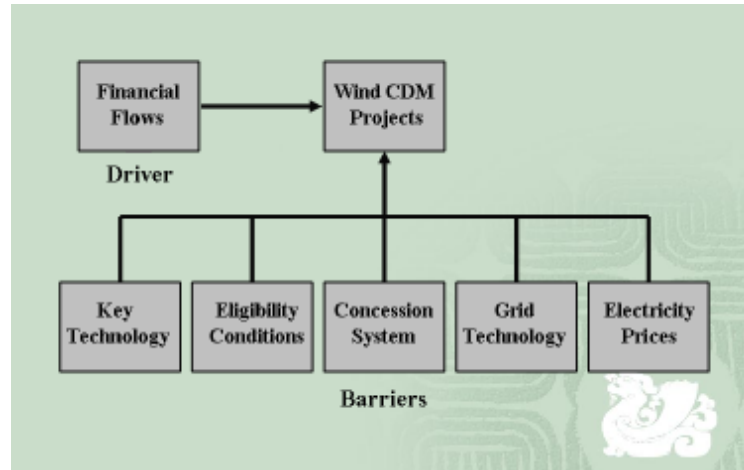 Financial
Flows
Wind CDM
Projects
Driver
Key
Technology
Eligibility
Conditions
Concession
System
Grid
Technology
Electricity
Prices
Barriers